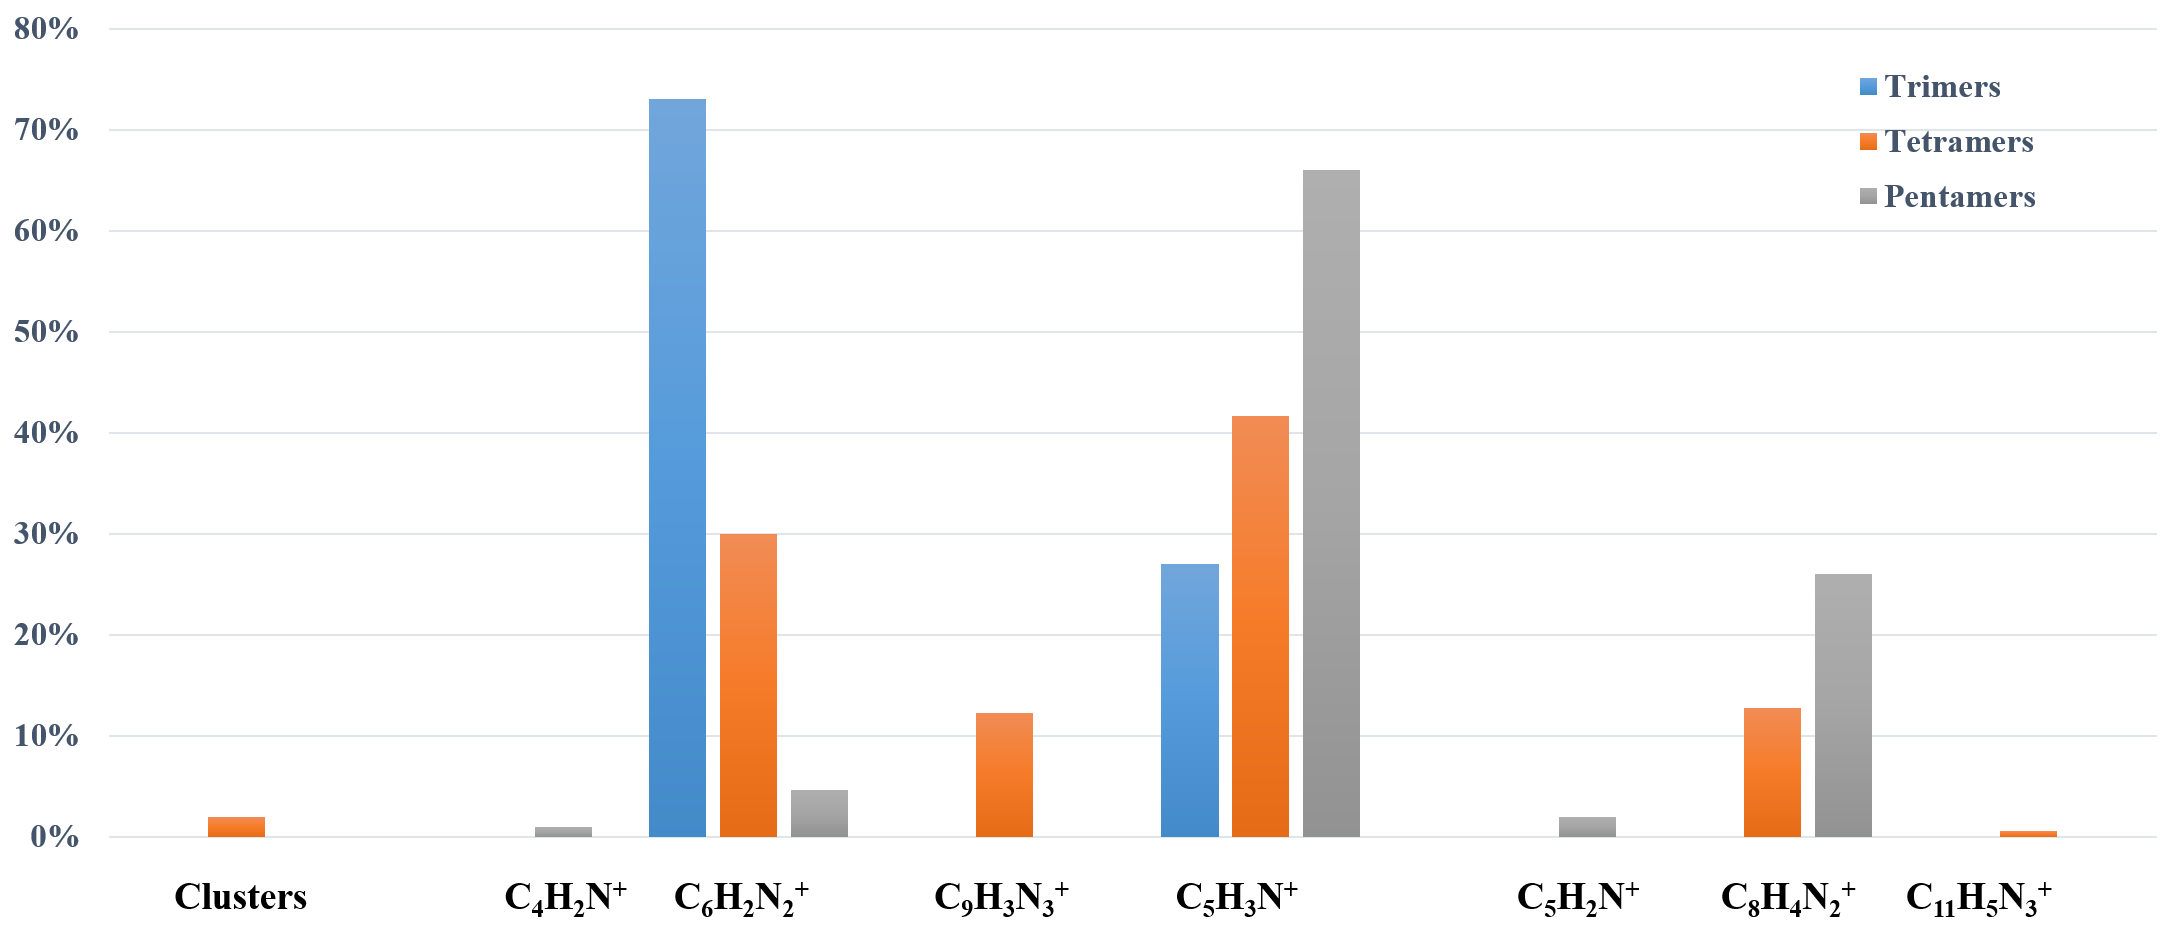 80%
70%
60%
50%
40%
30%
20%
10%
0%
Trimers
Tetramers
Pentamers
Clusters
C₄H₂N⁺
C₆H₂N₂⁺
C₉H₃N₃⁺
C₅H₃N⁺
C₅H₂N⁺
C₈H₄N₂⁺
C₁₁H₅N₃⁺